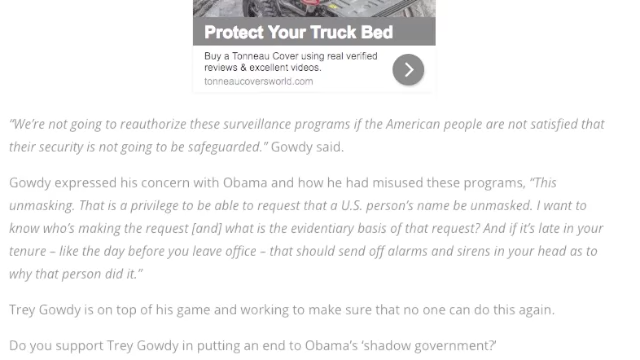 Protect Your Truck Bed
Buy a Tonneau Cover using real verified
reviews & excellent videos.
tonneaucoversworld.com
“We’re not going to reauthorize these surveillance programs if the American people are not satisfied that
their security is not going to be safeguarded.” Gowdy said.
Gowdy expressed his concern with Obama and how he had misused these programs, “This
unmasking. That is a privilege to be able to request that a U.S. person’s name be unmasked. I want to
know who’s making the request [and] what is the evidentiary basis of that request? And if it’s late in your
tenure – like the day before you leave office – that should send off alarms and sirens in your head as to
why that person did it.”
Trey Gowdy is on top of his game and working to make sure that no one can do this again.
Do you support Trey Gowdy in putting an end to Obama’s ‘shadow government?’